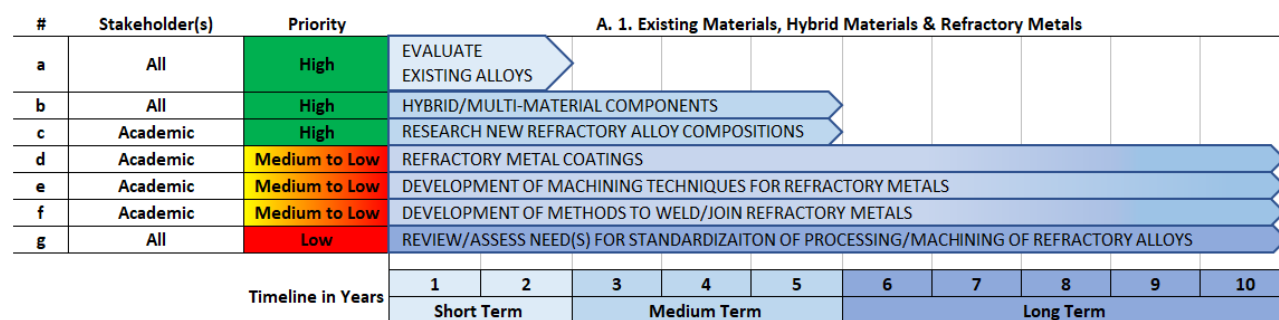 # Stakeholder(s) Priority A. 1. Existing Materials, Hybrid Materials & Refractory Metals
a All High EVALUATE
EXISTING ALLOYS
b All High HYBRID/MULTI-MATERIAL COMPONENTS
c Academic High RESEARCH NEW REFRACTORY ALLOY COMPOSITIONS
d Academic Medium to Low REFRACTORY METAL COATINGS
e Academic Medium to Low DEVELOPMENT OF MACHINING TECHNIQUES FOR REFRACTORY METALS
f Academic Medium to Low DEVELOPMENT OF METHODS TO WELD/JOIN REFRACTORY METALS
g All Low REVIEW/ASSESS NEED(S) FOR STANDARDIZAITON OF PROCESSING/MACHINING OF REFRACTORY ALLOYS
Timeline in Years 1 2 3 4 5 6 7 8 9 10
Short Term Medium Term Long Term